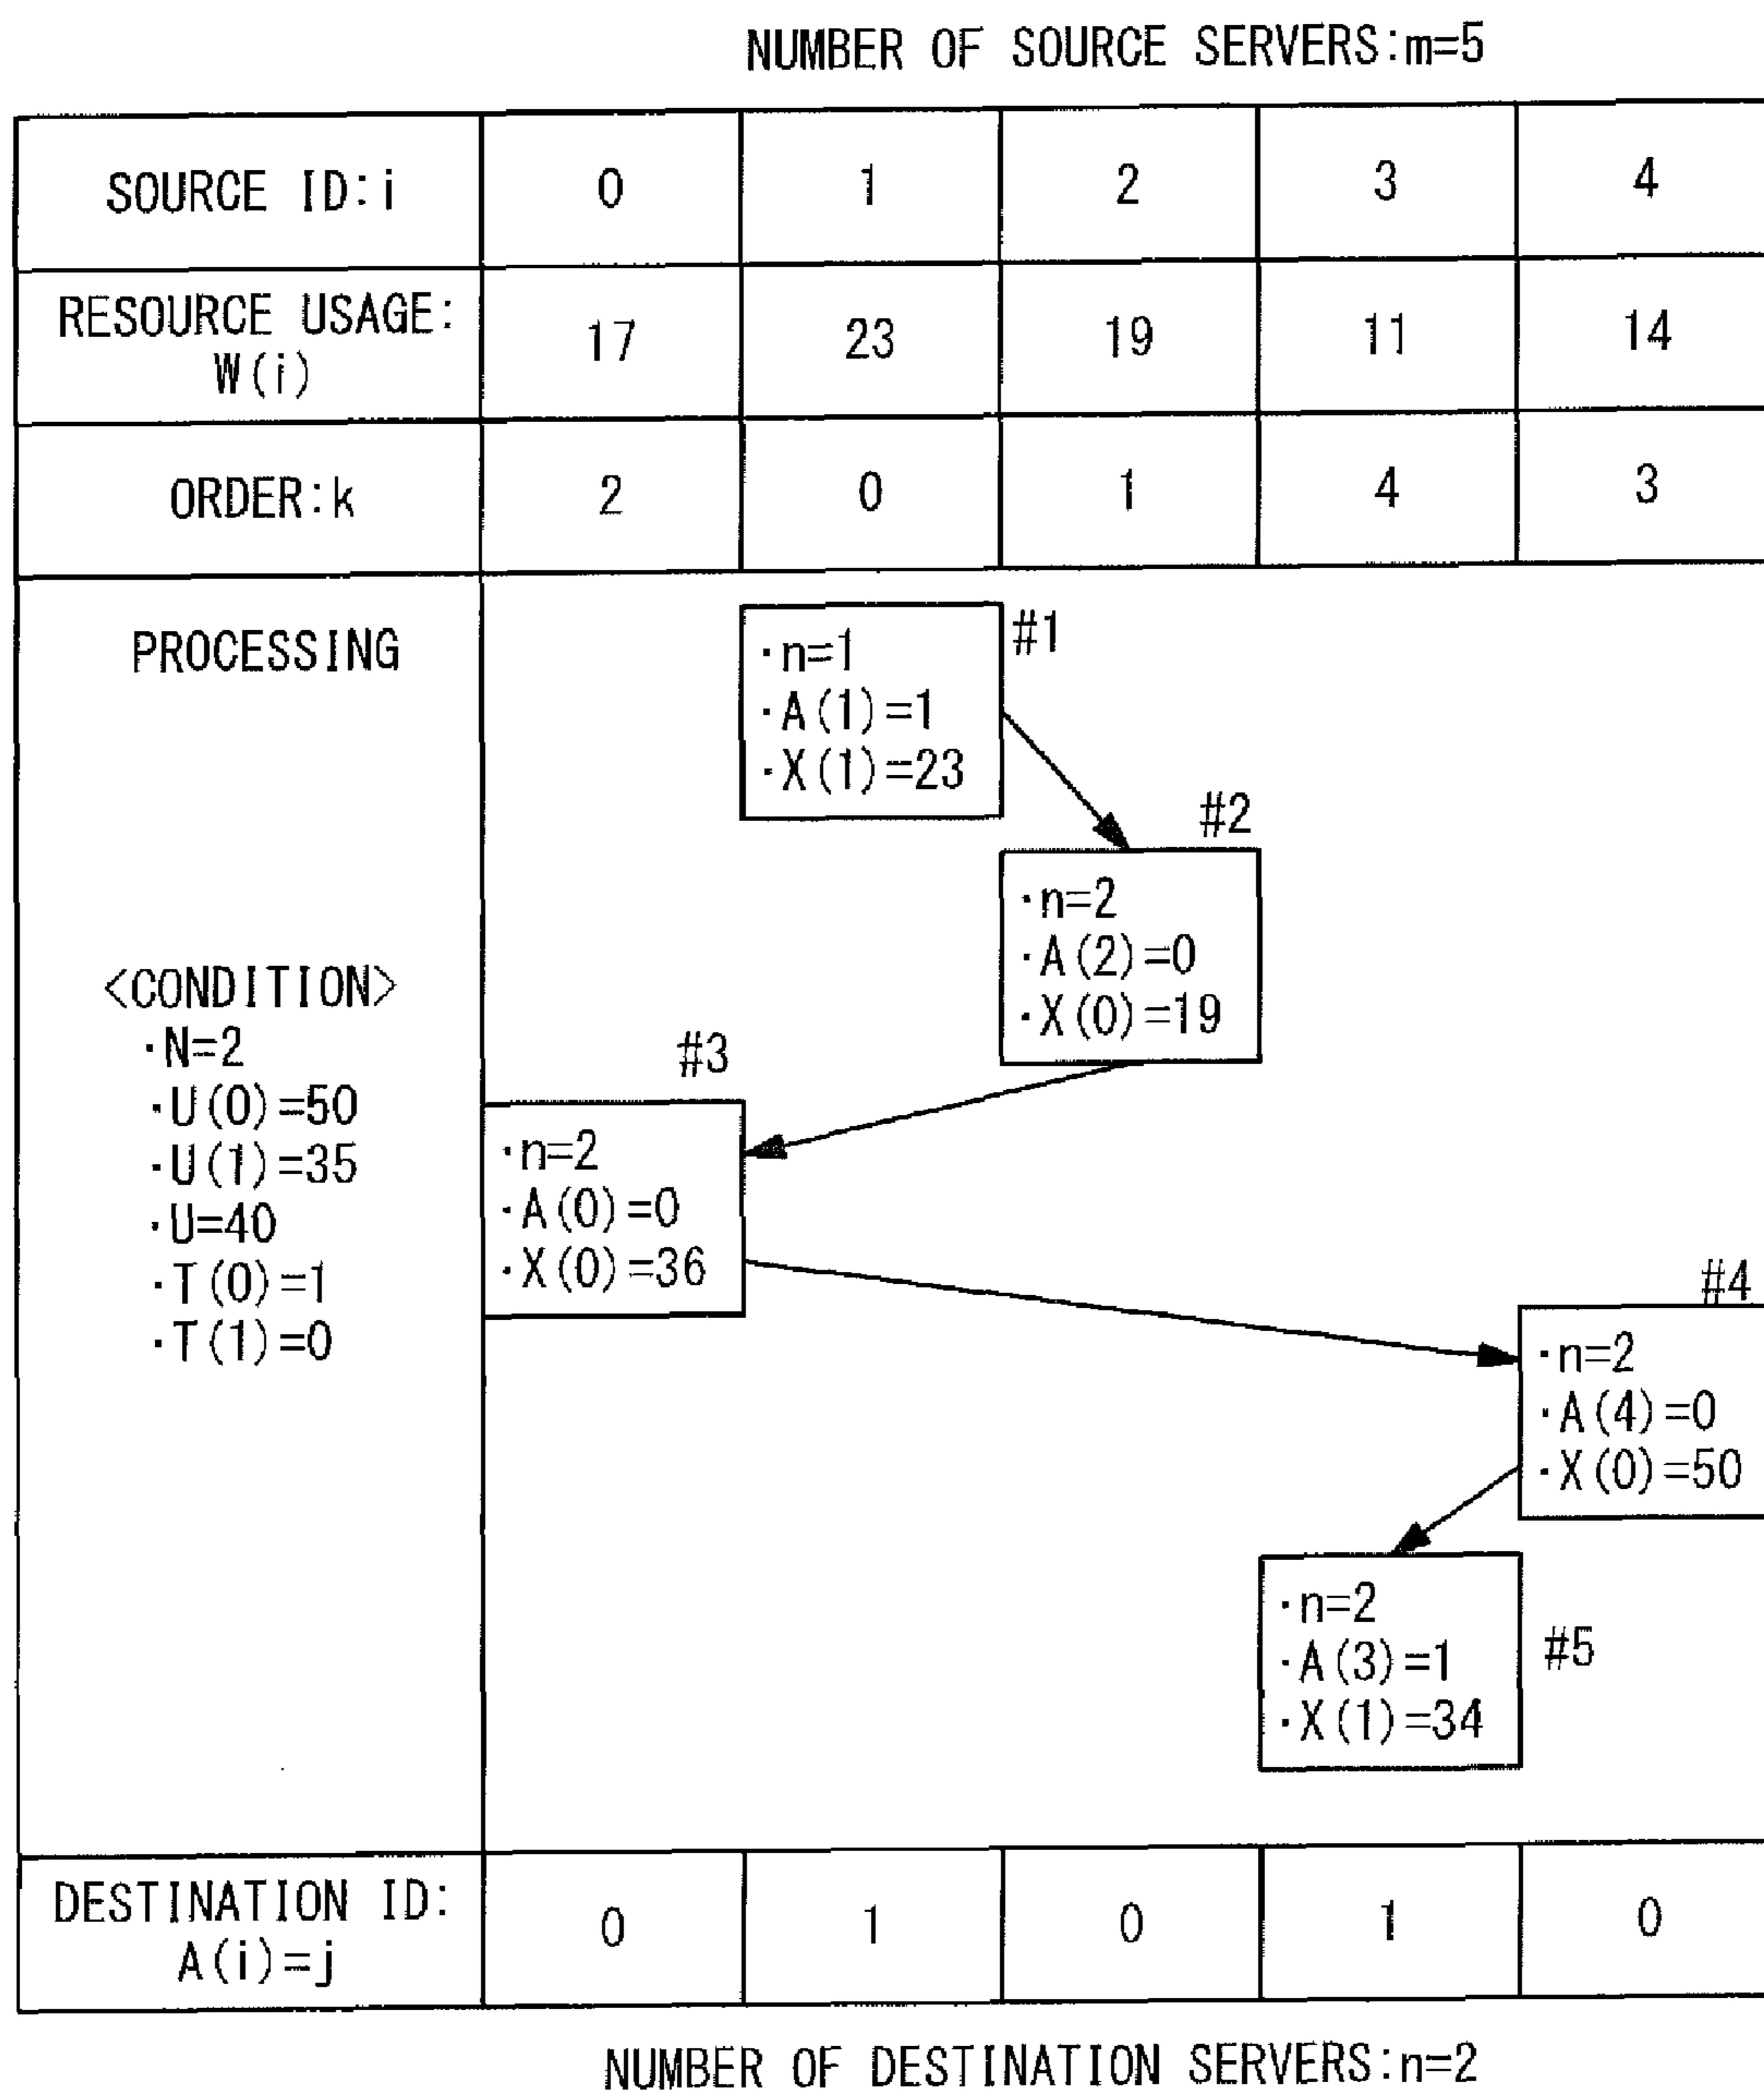 NUMBER OF SOURCE SERVERS:m=5
SOURCE ID:i 0 1 2 3 4
RESOURCE USAGE: W(i) 17 23 19 11 14
ORDER:k 2 0 1 4 3
PROCESSING
<CONDITION>
·N=2
·U(0)=50
·U(1)=35
·U=40
·T(0)=1
·T(1)=0
#1
·n=1
·A(1)=1
·X(1)=23
#2
·n=2
·A(2)=0
·X(0)=19
#3
·n=2
·A(0)=0
·X(0)=36
#4
·n=2
·A(4)=0
·X(0)=50
·n=2
·A(3)=1
·X(1)=34
#5
DESTINATION ID: A(i)=j 0 1 0 1 0
NUMBER OF DESTINATION SERVERS:n=2